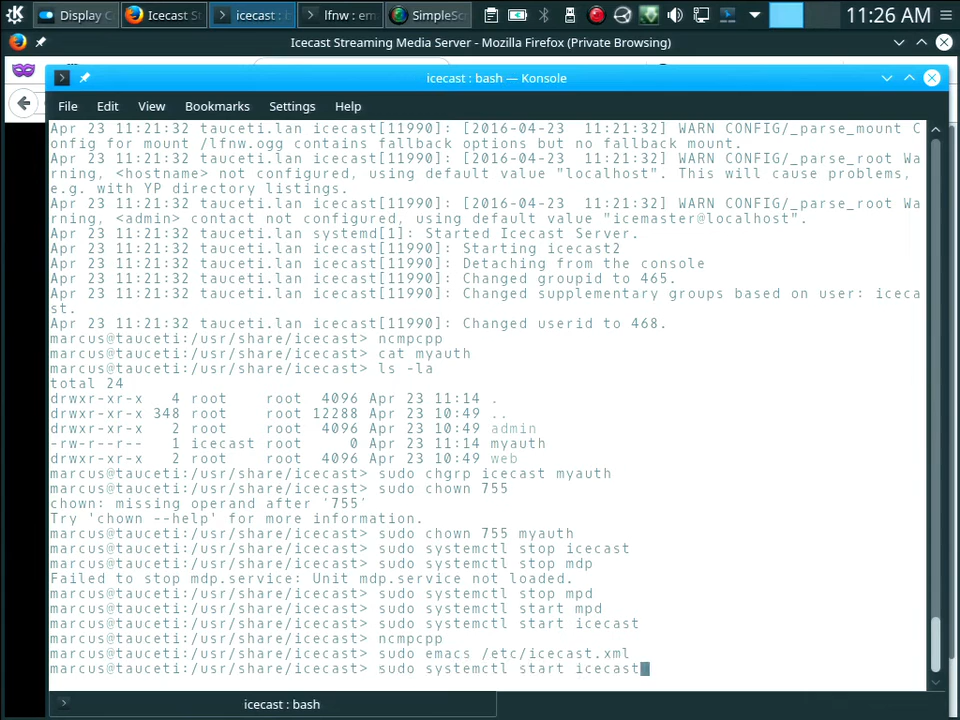 Display C
Icecast St
icecast : b
lfnw : em
SimpleSc
11:26 AM
Icecast Streaming Media Server - Mozilla Firefox (Private Browsing)
icecast : bash — Konsole
File Edit View Bookmarks Settings Help
Apr 23 11:21:32 tauceti.lan icecast[11990]: [2016-04-23  11:21:32] WARN CONFIG/_parse_mount C
onfig for mount /lfnw.ogg contains fallback options but no fallback mount.
Apr 23 11:21:32 tauceti.lan icecast[11990]: [2016-04-23  11:21:32] WARN CONFIG/_parse_root Wa
rning, <hostname> not configured, using default value "localhost". This will cause problems,
e.g. with YP directory listings.
Apr 23 11:21:32 tauceti.lan icecast[11990]: [2016-04-23  11:21:32] WARN CONFIG/_parse_root Wa
rning, <admin> contact not configured, using default value "icemaster@localhost".
Apr 23 11:21:32 tauceti.lan systemd[1]: Started Icecast Server.
Apr 23 11:21:32 tauceti.lan icecast[11990]: Starting icecast2
Apr 23 11:21:32 tauceti.lan icecast[11990]: Detaching from the console
Apr 23 11:21:32 tauceti.lan icecast[11990]: Changed groupid to 465.
Apr 23 11:21:32 tauceti.lan icecast[11990]: Changed supplementary groups based on user: iceca
st.
Apr 23 11:21:32 tauceti.lan icecast[11990]: Changed userid to 468.
marcus@tauceti:/usr/share/icecast> ncmpcpp
marcus@tauceti:/usr/share/icecast> cat myauth
marcus@tauceti:/usr/share/icecast> ls -la
total 24
drwxr-xr-x   4 root    root  4096 Apr 23 11:14 .
drwxr-xr-x 348 root    root 12288 Apr 23 10:49 ..
drwxr-xr-x   2 root    root  4096 Apr 23 10:49 admin
-rw-r--r--   1 icecast root     0 Apr 23 11:14 myauth
drwxr-xr-x   2 root    root  4096 Apr 23 10:49 web
marcus@tauceti:/usr/share/icecast> sudo chgrp icecast myauth
marcus@tauceti:/usr/share/icecast> sudo chown 755
chown: missing operand after '755'
Try 'chown --help' for more information.
marcus@tauceti:/usr/share/icecast> sudo chown 755 myauth
marcus@tauceti:/usr/share/icecast> sudo systemctl stop icecast
marcus@tauceti:/usr/share/icecast> sudo systemctl stop mdp
Failed to stop mdp.service: Unit mdp.service not loaded.
marcus@tauceti:/usr/share/icecast> sudo systemctl stop mpd
marcus@tauceti:/usr/share/icecast> sudo systemctl start mpd
marcus@tauceti:/usr/share/icecast> sudo systemctl start icecast
marcus@tauceti:/usr/share/icecast> ncmpcpp
marcus@tauceti:/usr/share/icecast> sudo emacs /etc/icecast.xml
marcus@tauceti:/usr/share/icecast> sudo systemctl start icecast
icecast : bash